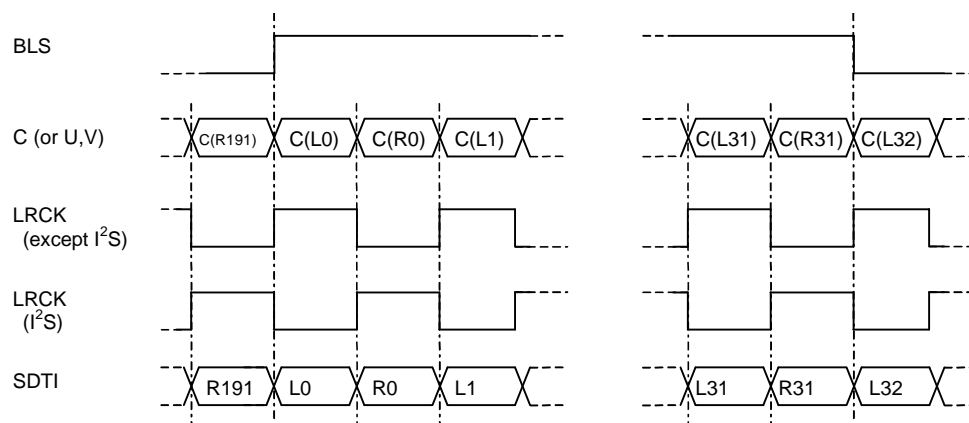 BLS
C (or U,V)
C(R191) C(L0) C(R0) C(L1) C(L31) C(R31) C(L32)
LRCK
(except I²S)
LRCK
(I²S)
SDTI
R191 L0 R0 L1 L31 R31 L32